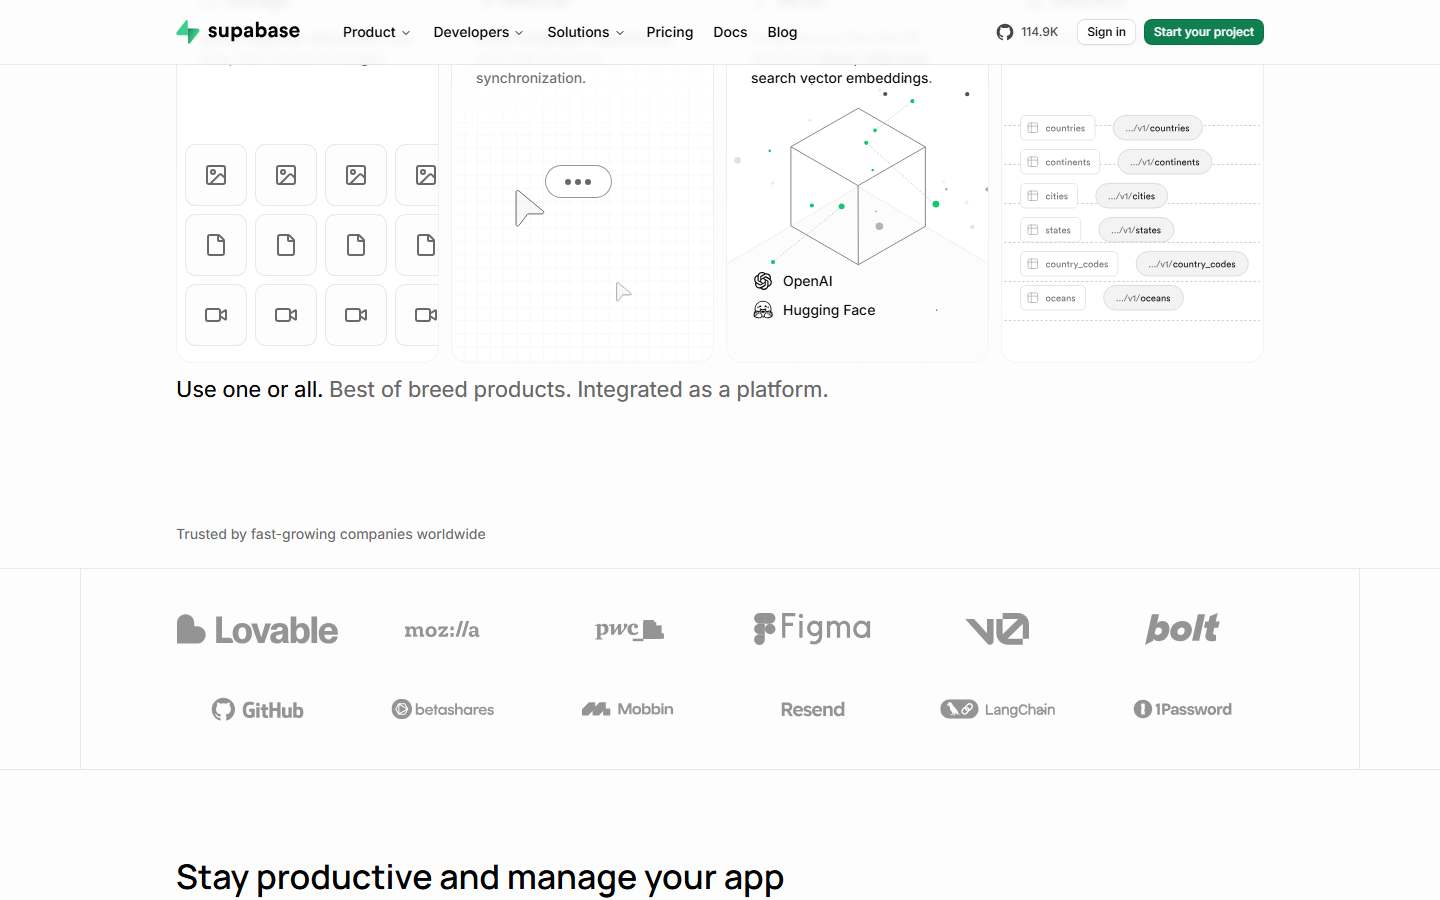 supabase
Product
Developers
Solutions
Pricing
Docs
Blog
114.9K
Sign in
Start your project
synchronization.
search vector embeddings.
OpenAI
Hugging Face
countries
.../v1/countries
continents
.../v1/continents
cities
.../v1/cities
states
.../v1/states
country_codes
.../v1/country_codes
oceans
.../v1/oceans
Use one or all. Best of breed products. Integrated as a platform.
Trusted by fast-growing companies worldwide
Lovable
moz://a
pwc
Figma
v0
bolt
GitHub
betashares
Mobbin
Resend
LangChain
1Password
Stay productive and manage your app